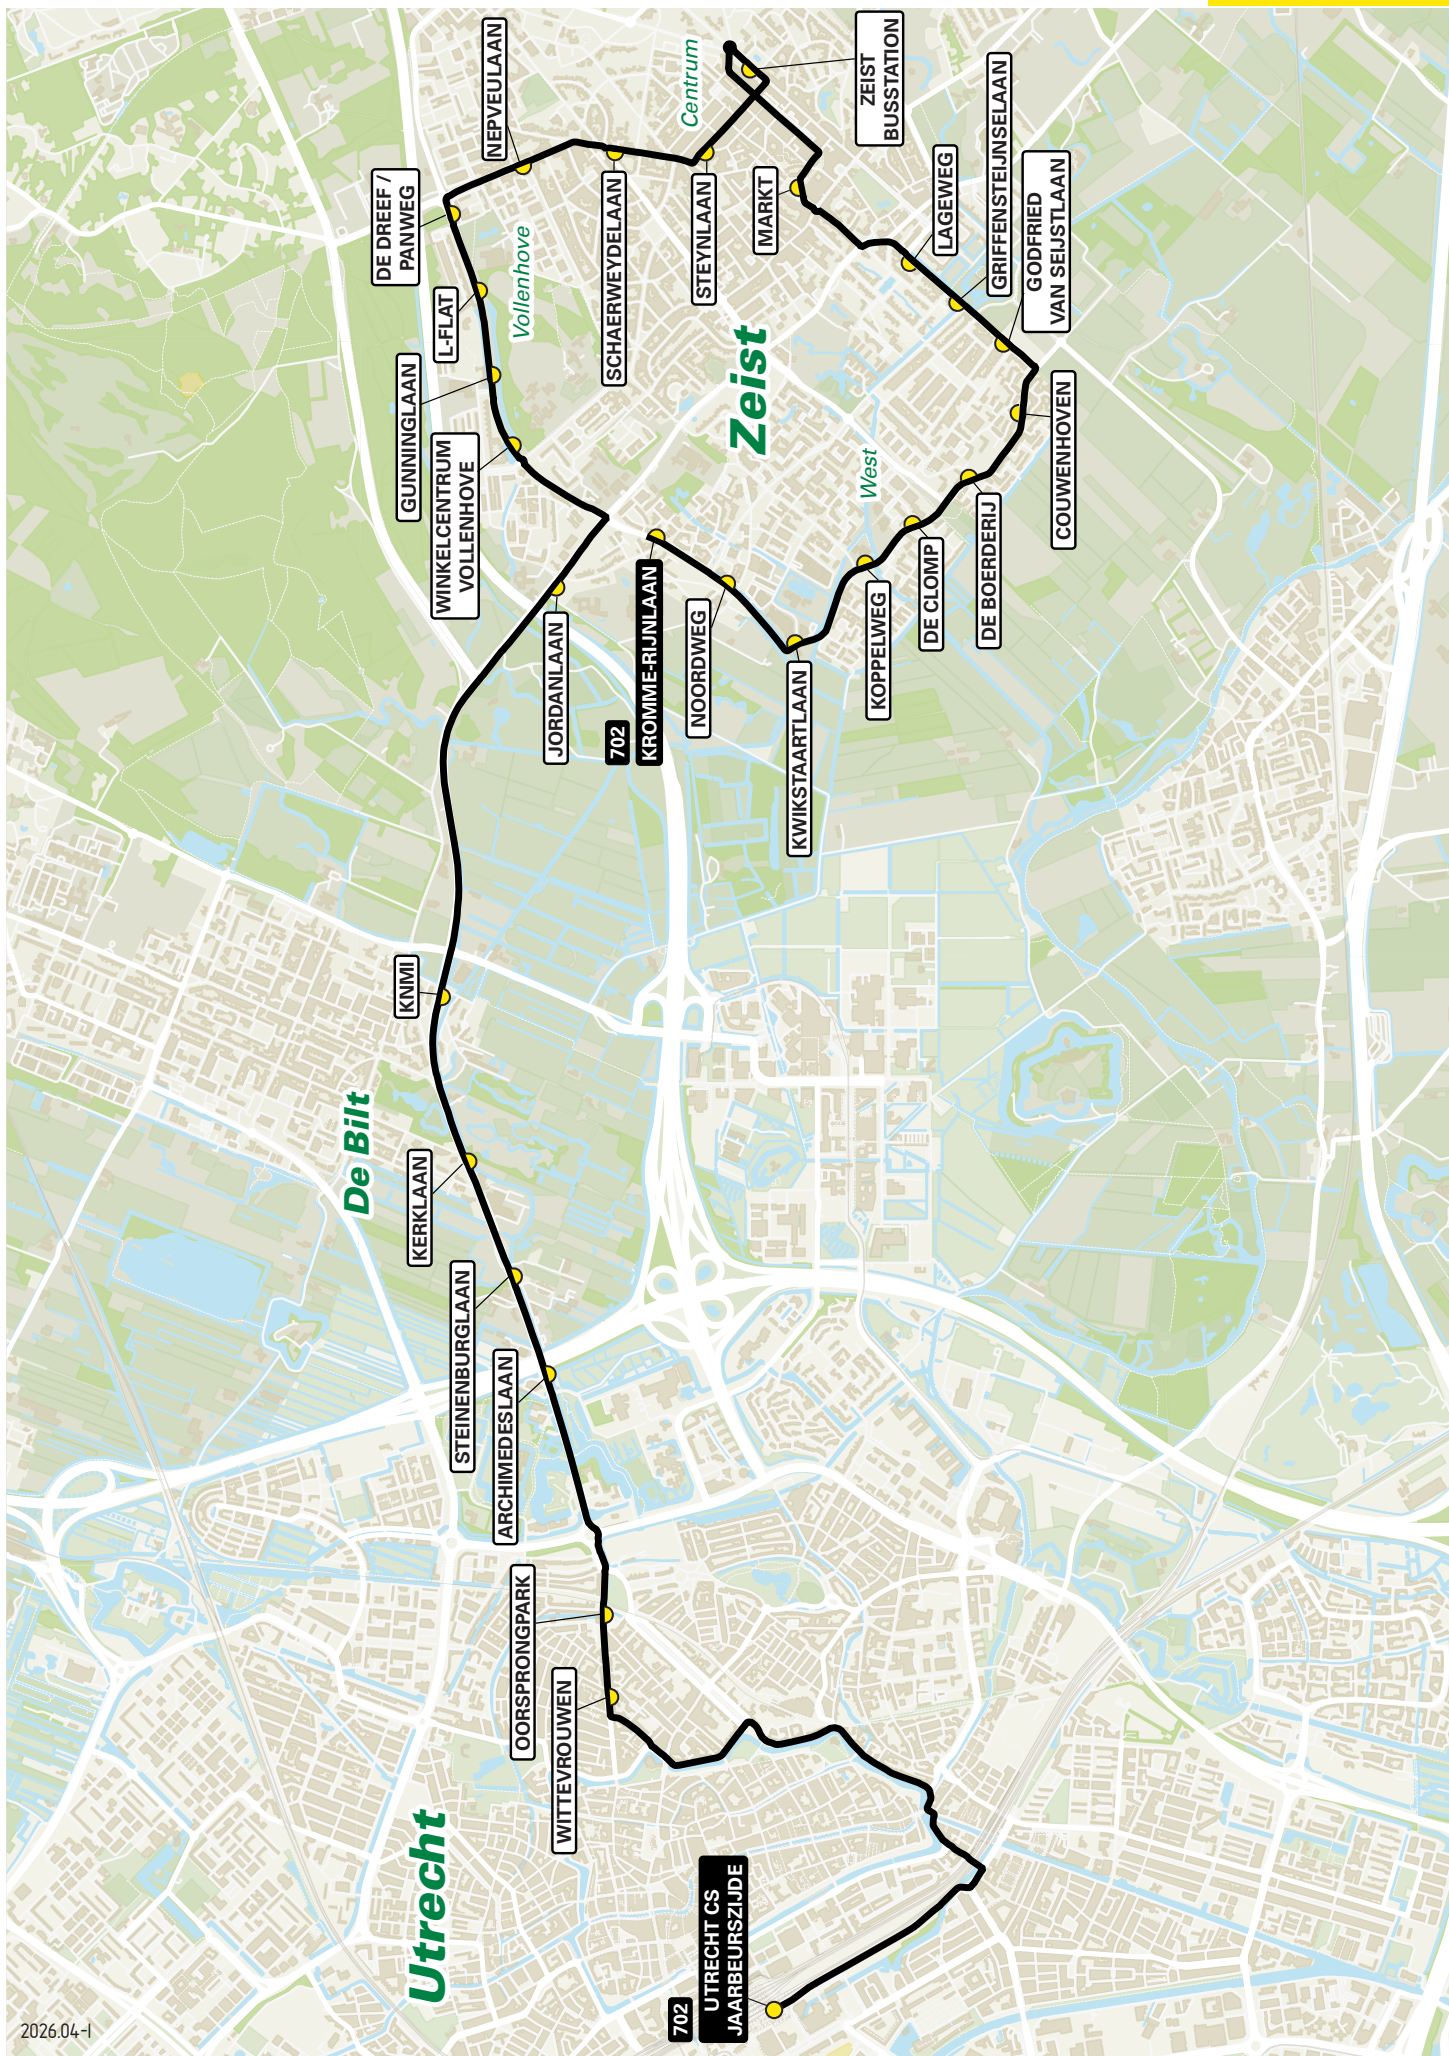 702
UTRECHT CS
JAARBEURSZIJDE
Utrecht
WITTEVROUWEN
OORSPRONGPARK
ARCHIMEDESLAAN
STEINENBURGLAAN
KERKLAAN
De Bilt
KNMI
JORDANLAAN
WINKELCENTRUM
VOLLENHOVE
GUNNINGLAAN
L-FLAT
Vollenhove
DE DREEF /
PANWEG
NEPVEULAAN
SCHAERWEYDELAAN
STEYNLAAN
Centrum
ZEIST
BUSSTATION
MARKT
LAGEWEG
GRIFFENSTEIJNSELAAN
GODFRIED
VAN SEIJSTLAAN
COUWENHOVEN
DE BOERDERIJ
DE CLOMP
KOPPELWEG
West
Zeist
KWIKSTAARTLAAN
NOORDWEG
702
KROMME-RIJNLAAN
2026.04-I